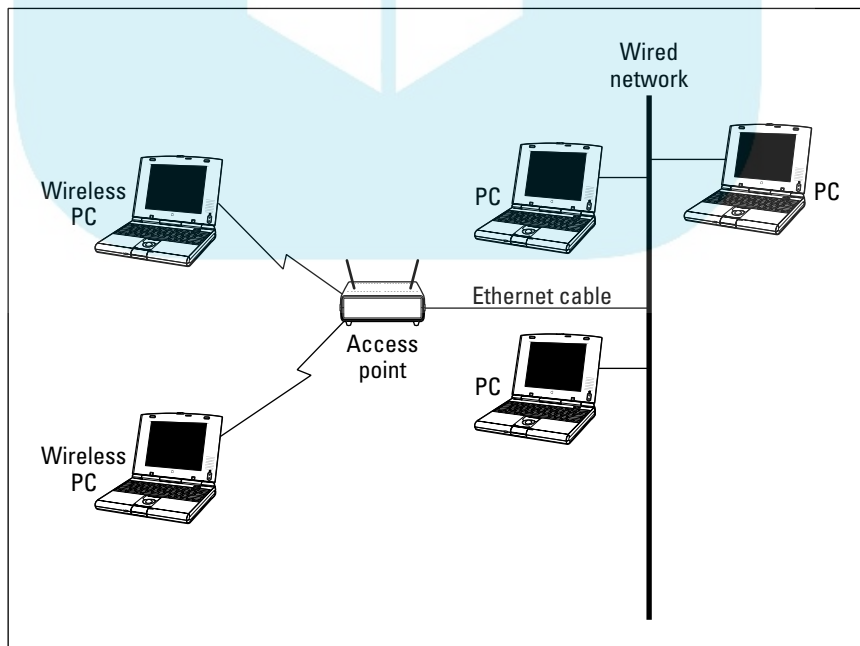 Wired
network
Wireless
PC
PC
PC
Ethernet cable
Access
point
PC
Wireless
PC